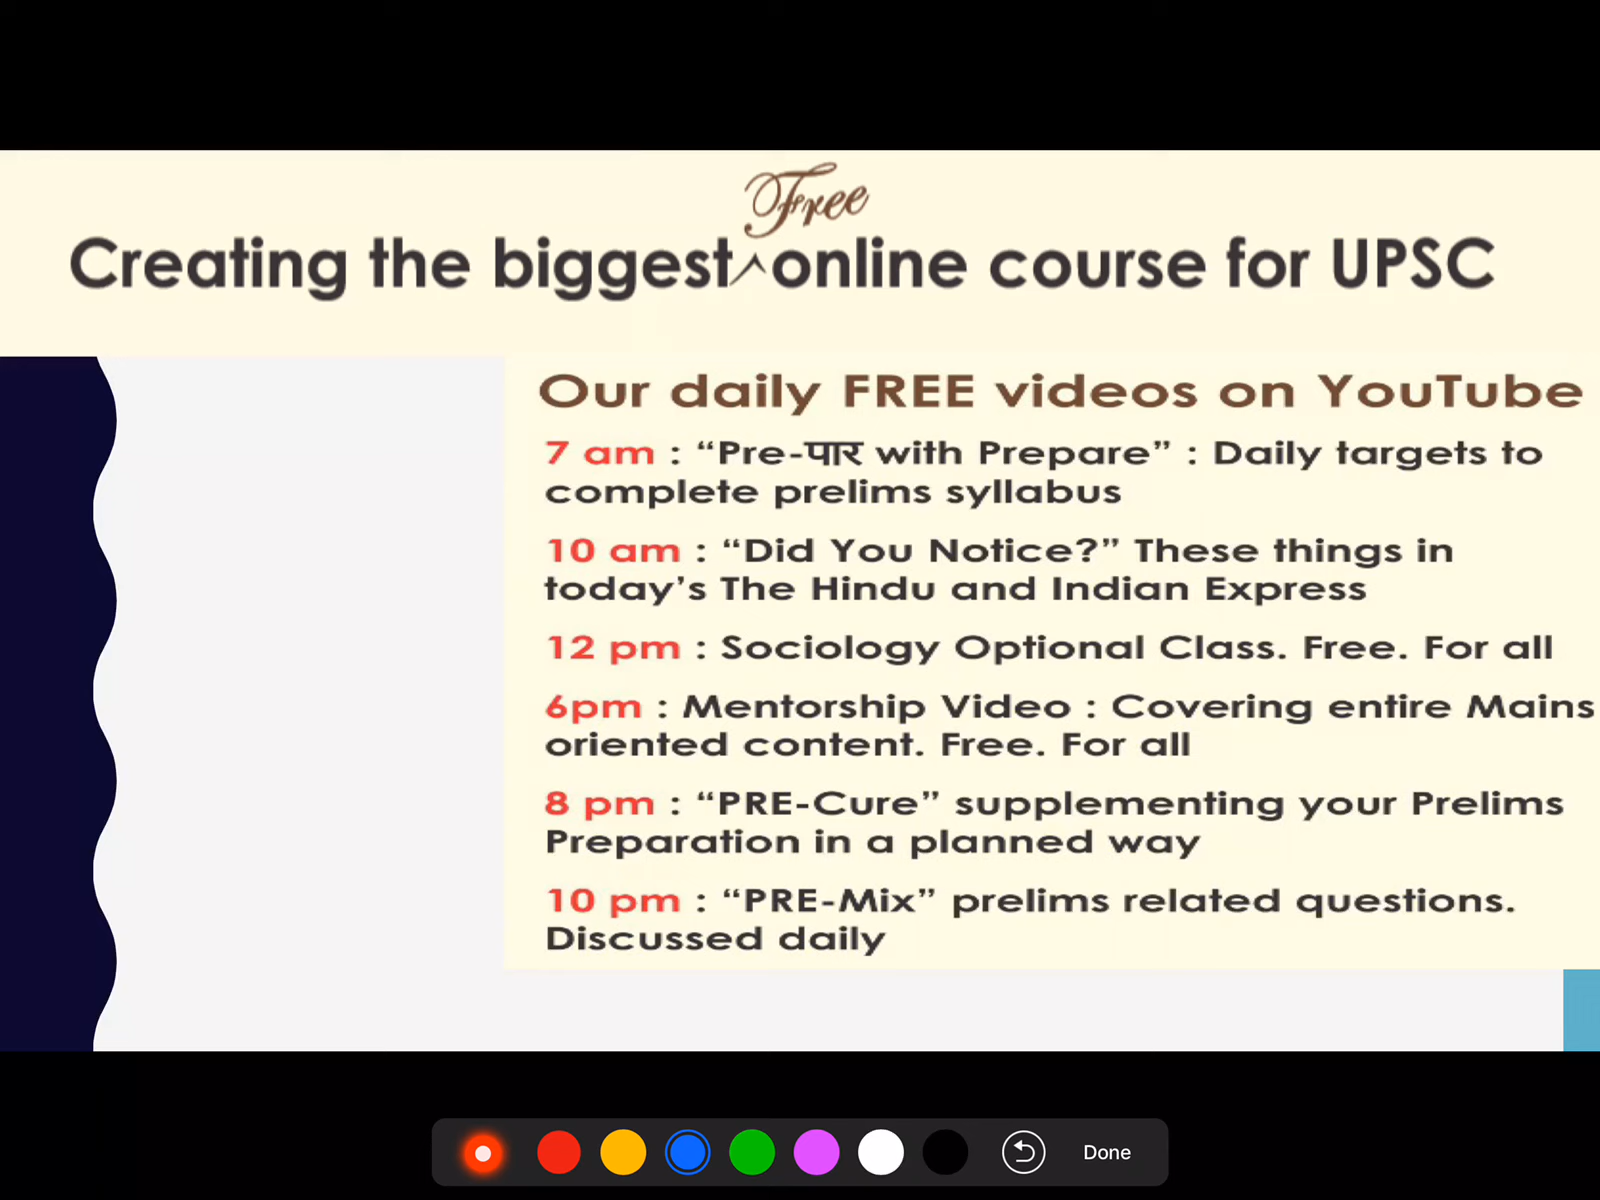 Free
Creating the biggest^online course for UPSC
Our daily FREE videos on YouTube
7 am : “Pre-पार with Prepare” : Daily targets to
complete prelims syllabus
10 am : “Did You Notice?” These things in
today’s The Hindu and Indian Express
12 pm : Sociology Optional Class. Free. For all
6pm : Mentorship Video : Covering entire Mains
oriented content. Free. For all
8 pm : “PRE-Cure” supplementing your Prelims
Preparation in a planned way
10 pm : “PRE-Mix” prelims related questions.
Discussed daily
Done